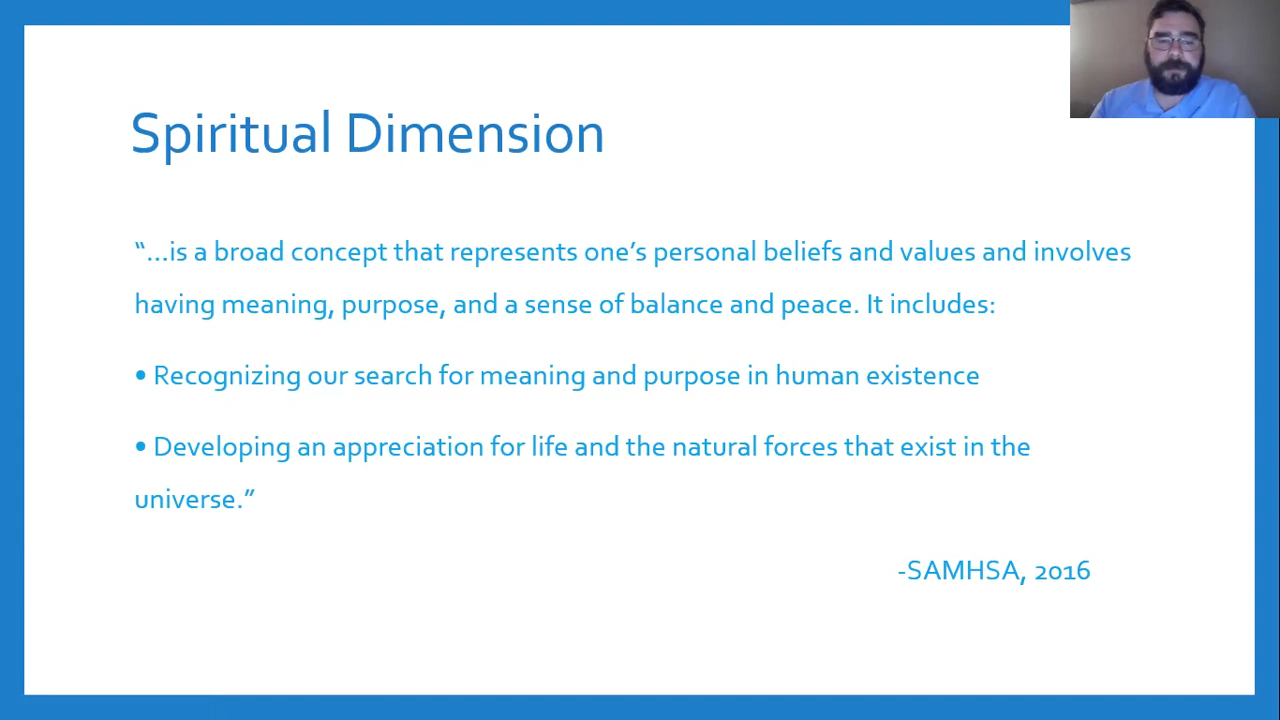 Spiritual Dimension
“...is a broad concept that represents one’s personal beliefs and values and involves
having meaning, purpose, and a sense of balance and peace. It includes:
• Recognizing our search for meaning and purpose in human existence
• Developing an appreciation for life and the natural forces that exist in the
universe.”
-SAMHSA, 2016